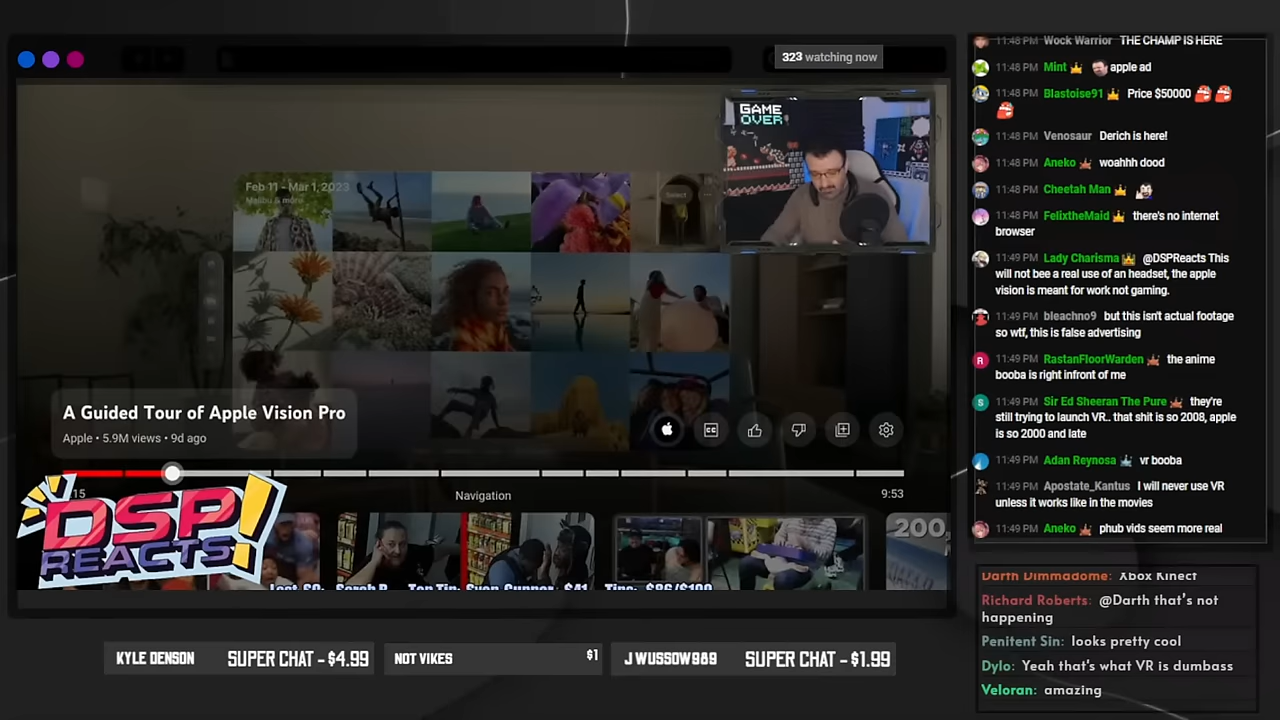 323 watching now
GAME
OVER
Feb 11 - Mar 1, 2023
Malibu & more
Select
A Guided Tour of Apple Vision Pro
Apple • 5.9M views • 9d ago
CC
15
Navigation
9:53
DSP
REACTS!
200
KYLE DENSON SUPER CHAT - $4.99
NOT VIKES $1
J WUSSOW989 SUPER CHAT - $1.99
11:48 PM Wock Warrior THE CHAMP IS HERE
11:48 PM Mint apple ad
11:48 PM Blastoise91 Price $50000
11:48 PM Venosaur Derich is here!
11:48 PM Aneko woahhh dood
11:48 PM Cheetah Man
11:48 PM FelixtheMaid there's no internet
browser
11:49 PM Lady Charisma @DSPReacts This
will not bee a real use of an headset, the apple
vision is meant for work not gaming.
11:49 PM bleachno9 but this isn't actual footage
so wtf, this is false advertising
R 11:49 PM RastanFloorWarden the anime
booba is right infront of me
S 11:49 PM Sir Ed Sheeran The Pure they're
still trying to launch VR.. that shit is so 2008, apple
is so 2000 and late
11:49 PM Adan Reynosa vr booba
11:49 PM Apostate_Kantus I will never use VR
unless it works like in the movies
11:49 PM Aneko phub vids seem more real
Darth Dimmadome: Xbox Kinect
Richard Roberts: @Darth that's not
happening
Penitent Sin: looks pretty cool
Dylo: Yeah that's what VR is dumbass
Veloran: amazing